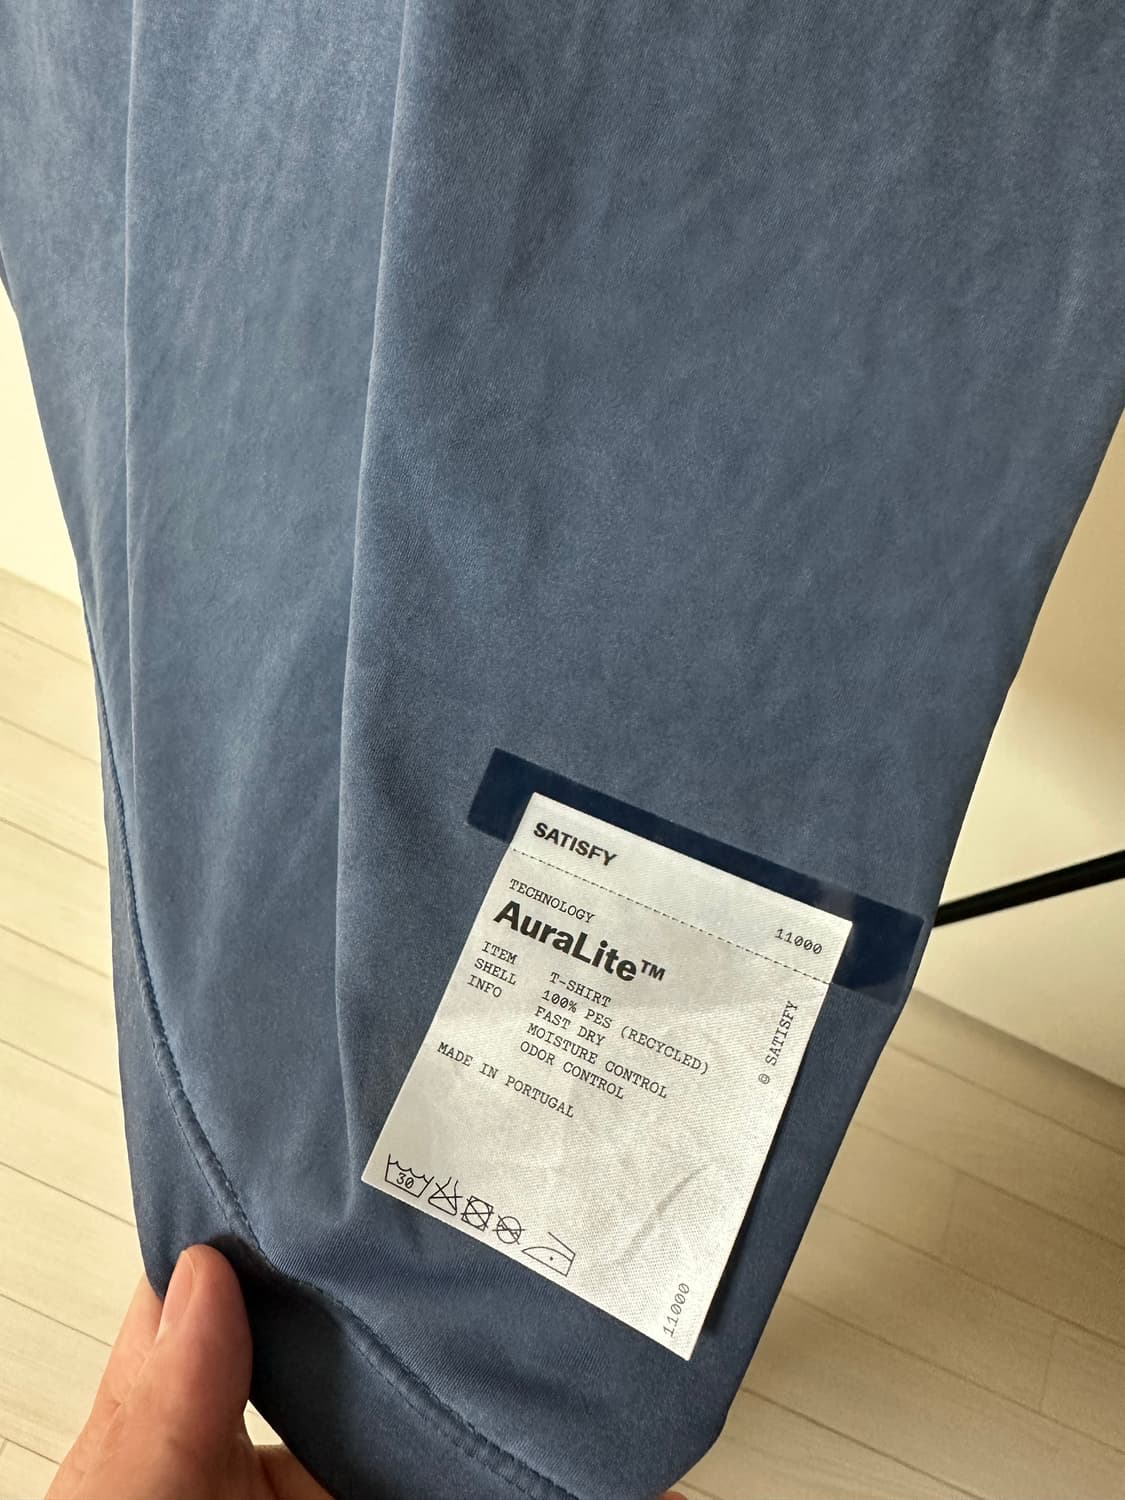 SATISFY
11000
TECHNOLOGY
AuraLite™
ITEM T-SHIRT
SHELL 100% PES (RECYCLED)
INFO FAST DRY
MOISTURE CONTROL
ODOR CONTROL
MADE IN PORTUGAL
© SATISFY
30
11000